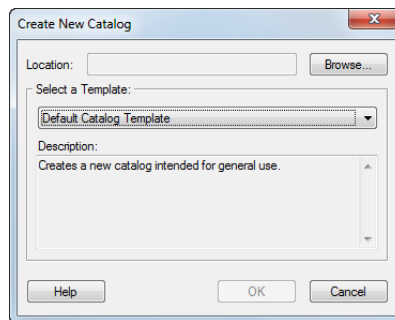 Create New Catalog
Location:
Browse...
Select a Template:
Default Catalog Template
Description:
Creates a new catalog intended for general use.
Help
OK
Cancel